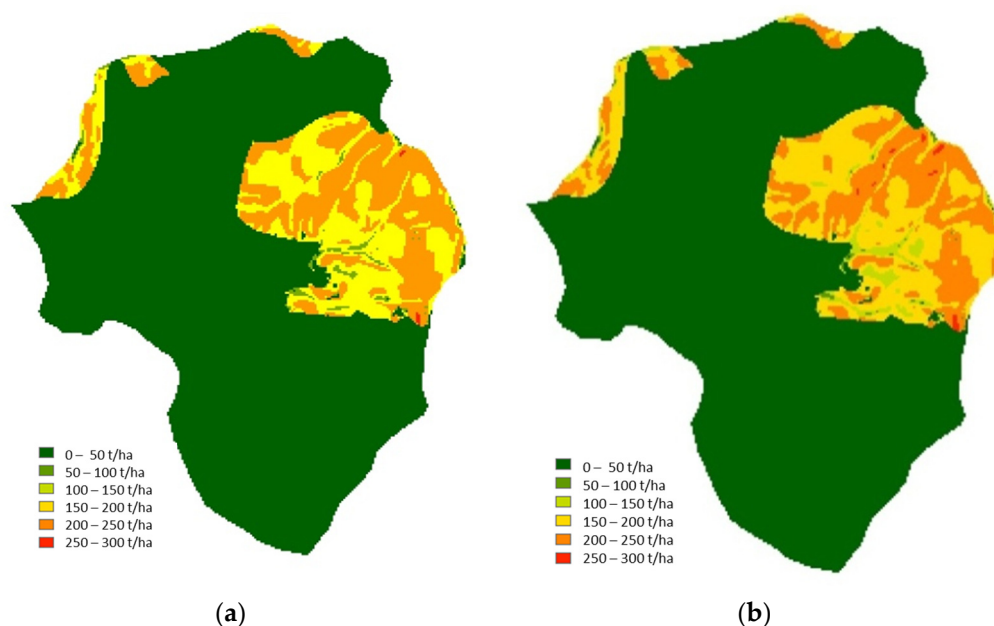 0 – 50 t/ha
50 – 100 t/ha
100 – 150 t/ha
150 – 200 t/ha
200 – 250 t/ha
250 – 300 t/ha
0 – 50 t/ha
50 – 100 t/ha
100 – 150 t/ha
150 – 200 t/ha
200 – 250 t/ha
250 – 300 t/ha
(a)
(b)